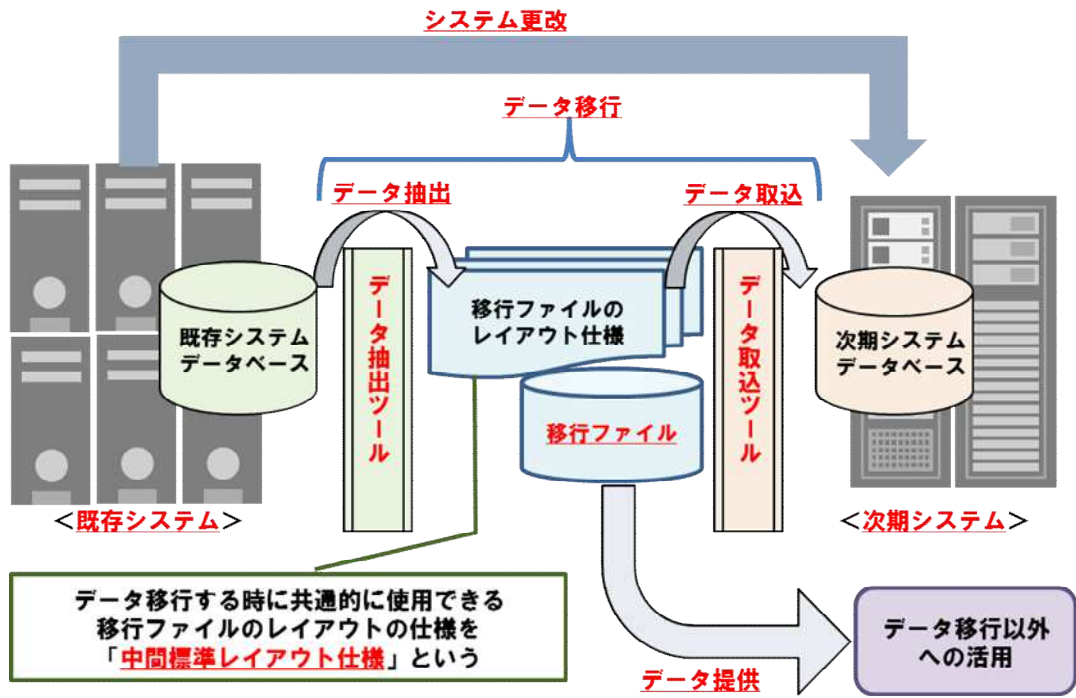 システム更改
データ移行
データ抽出
データ取込
既存システム
データベース
データ抽出ツール
移行ファイルの
レイアウト仕様
移行ファイル
データ取込ツール
次期システム
データベース
＜既存システム＞
＜次期システム＞
データ移行する時に共通的に使用できる
移行ファイルのレイアウトの仕様を
「中間標準レイアウト仕様」という
データ提供
データ移行以外
への活用